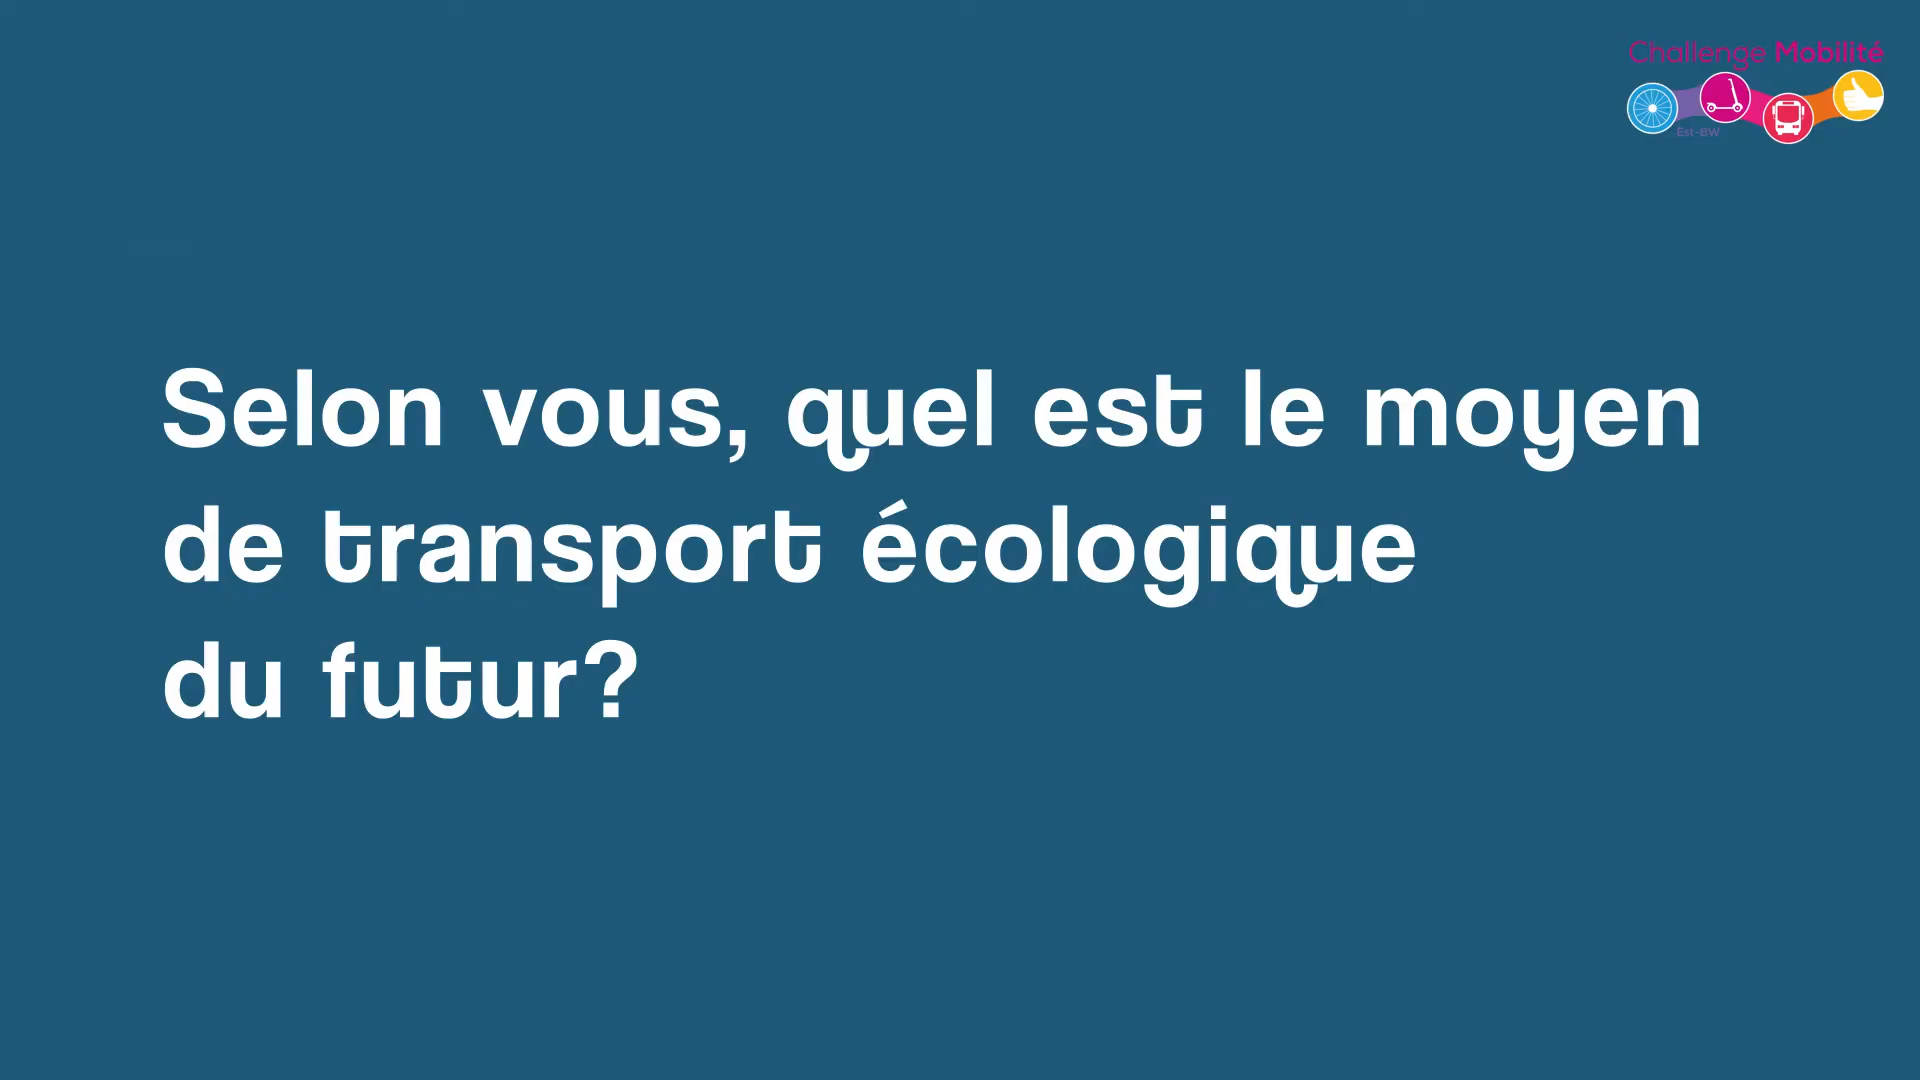 Challenge Mobilité
Est-BW
Selon vous, quel est le moyen
de transport écologique
du futur?